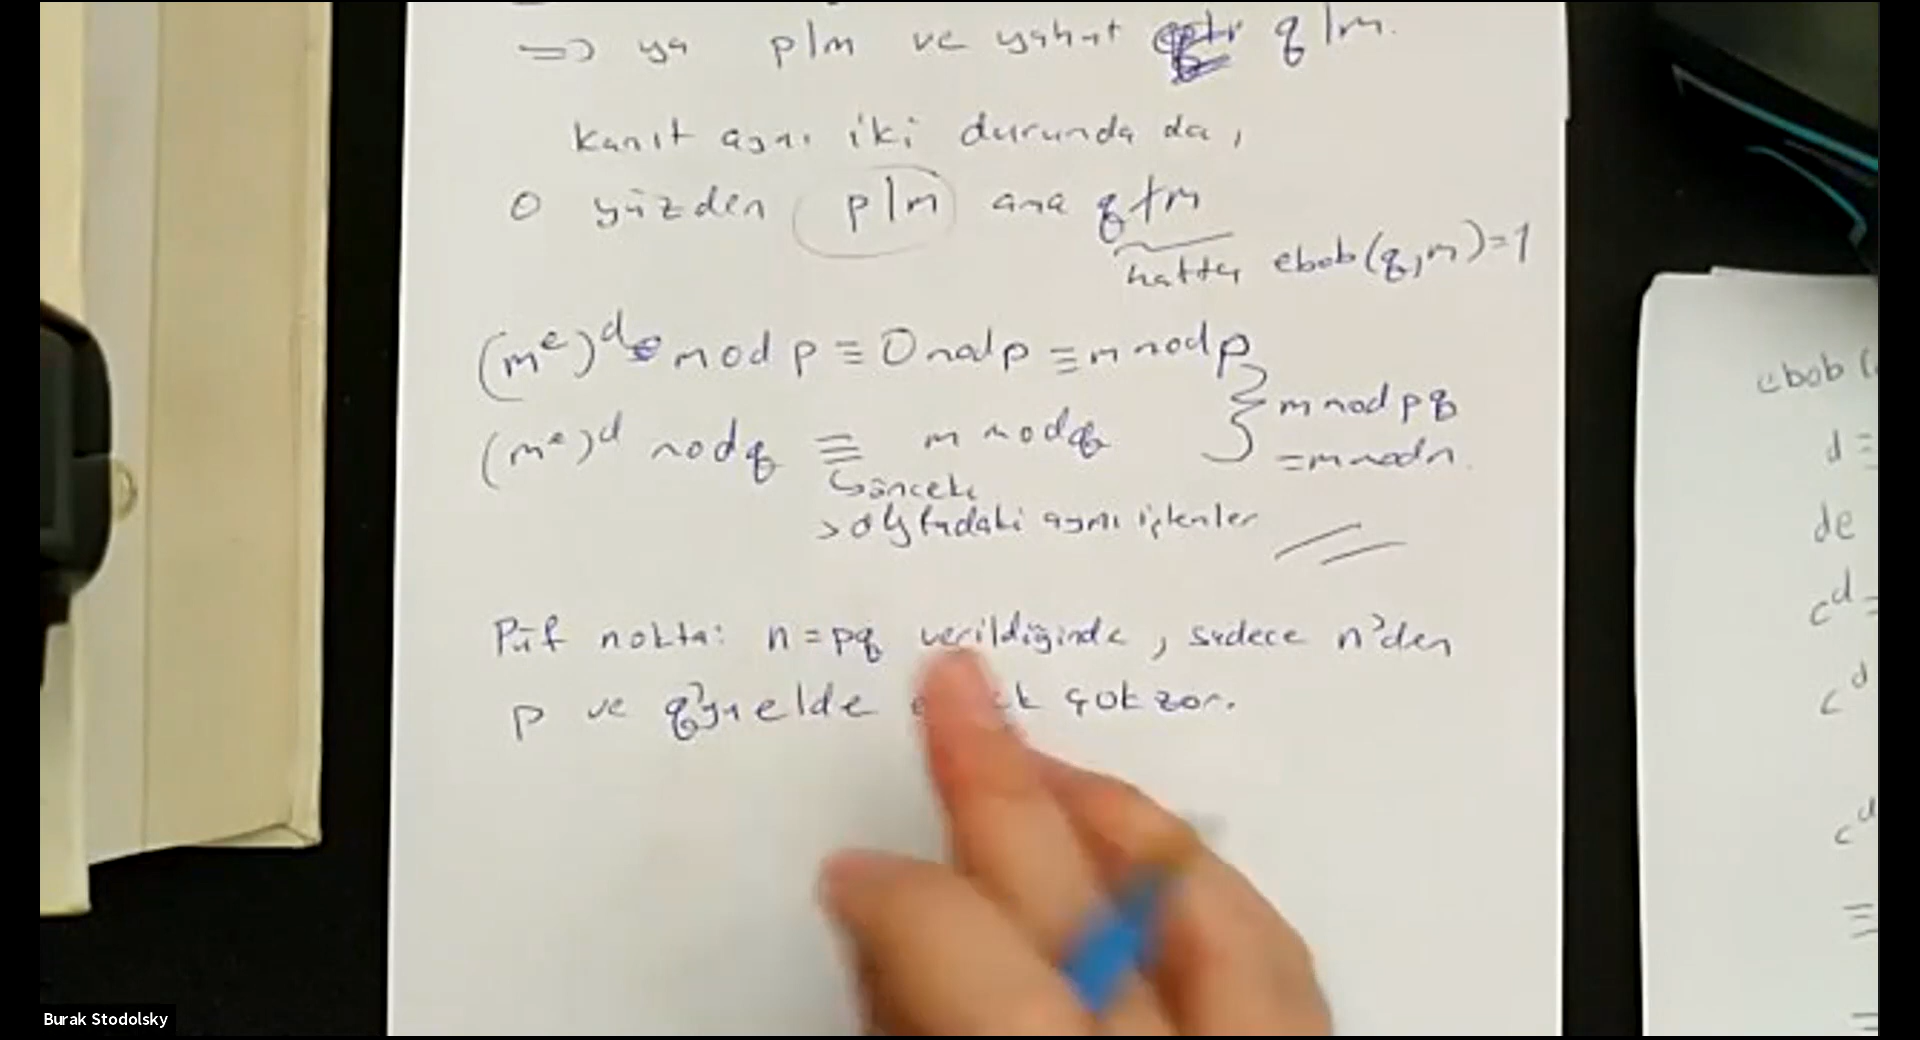 ⇒ ya p|m ve yahut q|m.
kanıt aynı iki durumda da,
o yüzden p|m ama q∤m
hatta ebob(q,m)=1
(m^e)^d mod p ≡ 0 mod p ≡ m mod p
(m^e)^d mod q ≡ m mod q } m mod pq
= m mod n.
↳ önceki
> olgudaki aynı işlemler
Püf nokta: n=pq verildiğinde, sadece n'den
p ve q'yu elde çok zor.
ebob(
d =
de
c^d =
c^d
c^d
≡
=
Burak Stodolsky